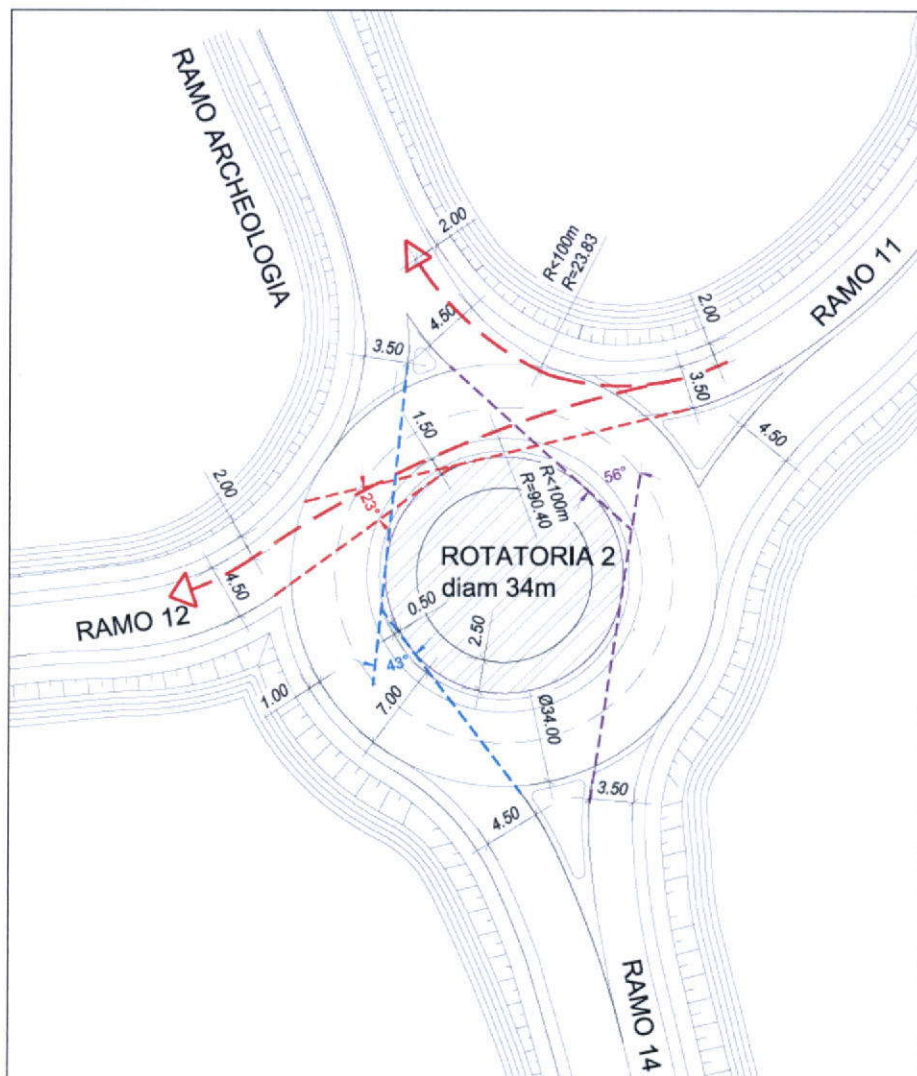 RAMO ARCHEOLOGIA
2.00
R<100m
R=23.83
4.50
2.00
RAMO 11
3.50
3.50
4.50
1.50
R<100m
R=90.40
56°
2.00
23°
ROTATORIA 2
diam 34m
4.50
RAMO 12
0.50
2.50
43°
1.00
7.00
Ø34.00
3.50
4.50
RAMO 14